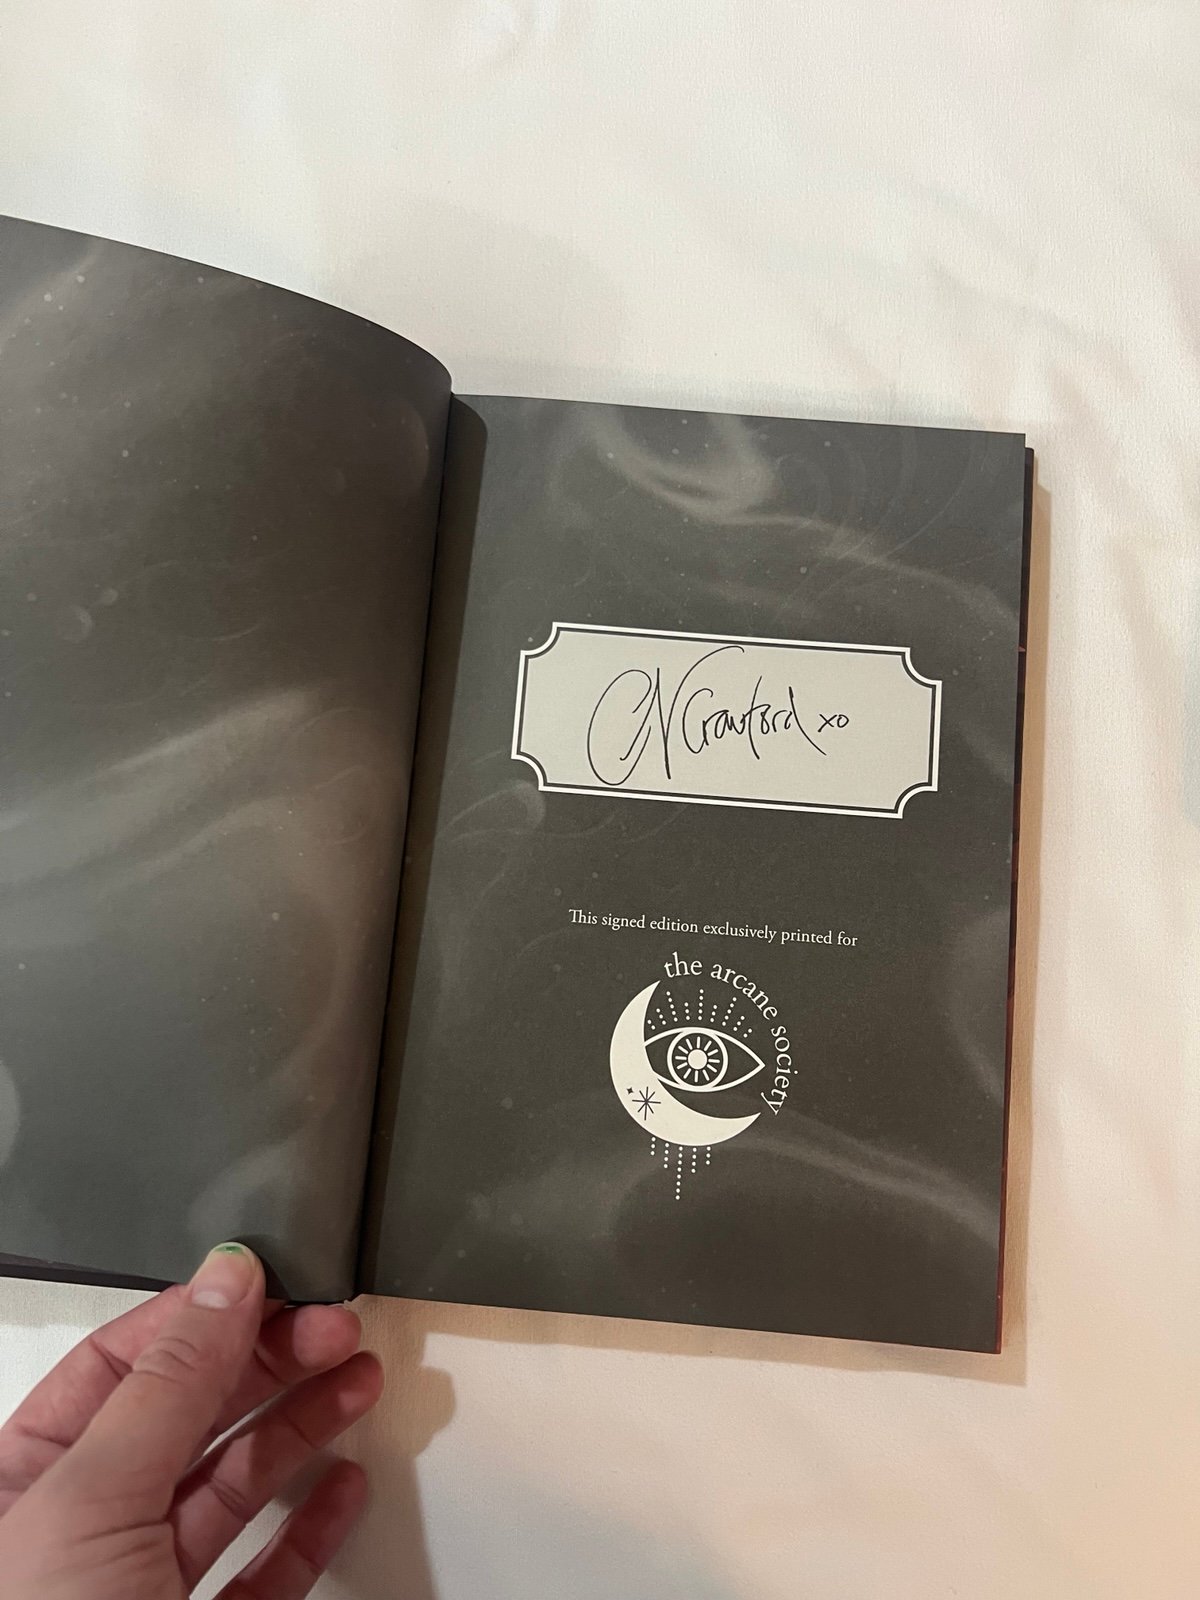 CN Crawford xo
This signed edition exclusively printed for
the arcane society